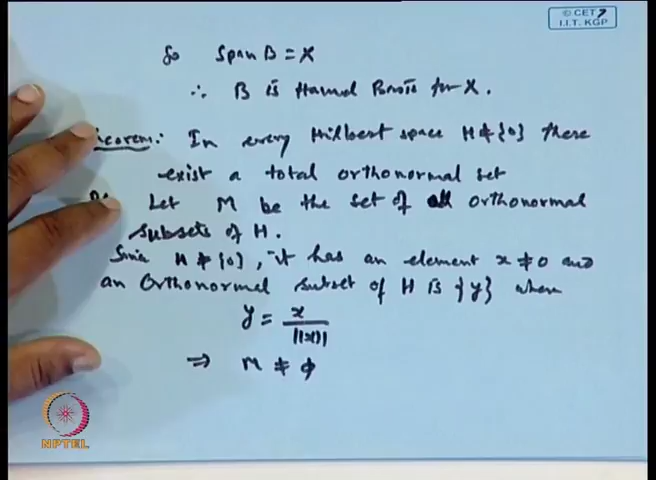 © CET
I.I.T. KGP
So Span B = X
∴ B is Hamel Basis for X.
Theorem: In every Hilbert space H ≠ {0} there
exist a total orthonormal set
Let M be the set of all orthonormal
subsets of H.
Since H ≠ {0}, it has an element x ≠ 0 and
an Orthonormal subset of H is {y} where
y = x / ||x||
⇒ M ≠ φ
NPTEL